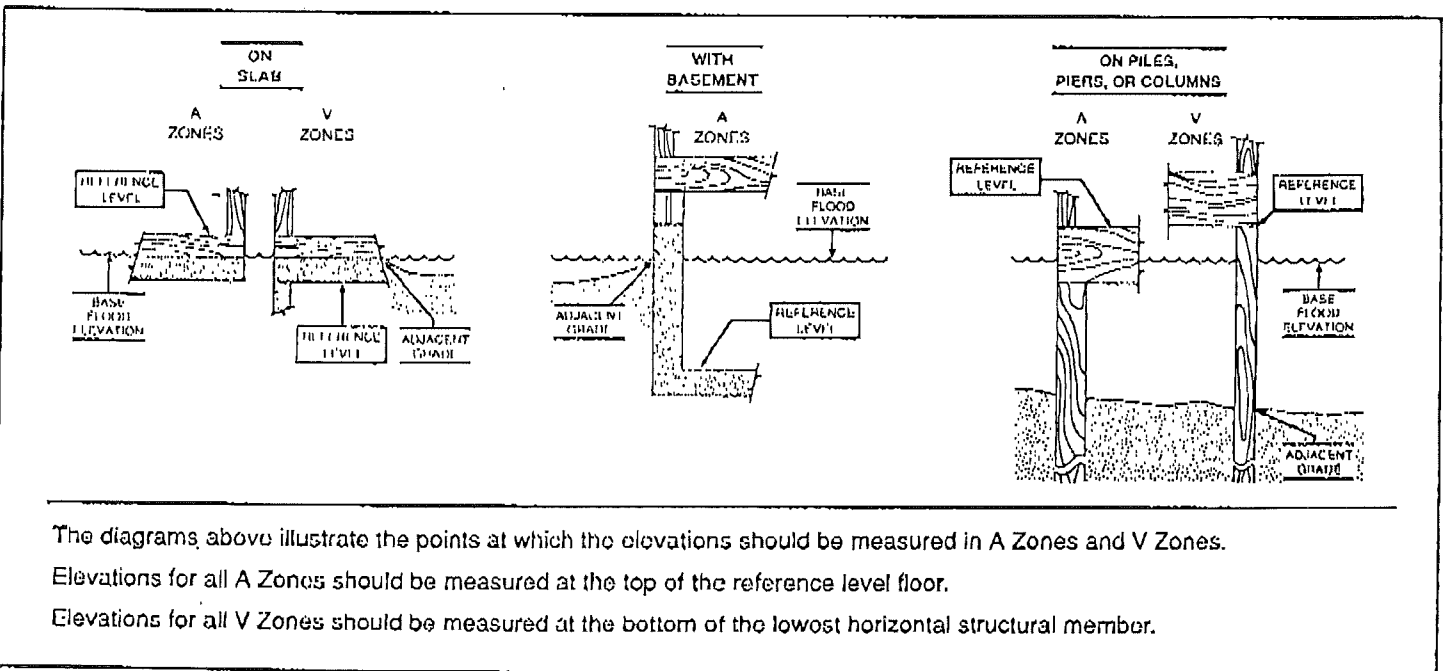 ON
SLAB
A
ZONES
V
ZONES
REFERENCE
LEVEL
BASE
FLOOD
ELEVATION
REFERENCE
LEVEL
ADJACENT
GRADE
WITH
BASEMENT
A
ZONES
BASE
FLOOD
ELEVATION
ADJACENT
GRADE
REFERENCE
LEVEL
ON PILES,
PIERS, OR COLUMNS
A
ZONES
V
ZONES
REFERENCE
LEVEL
REFERENCE
LEVEL
BASE
FLOOD
ELEVATION
ADJACENT
GRADE
The diagrams above illustrate the points at which the elevations should be measured in A Zones and V Zones.
Elevations for all A Zones should be measured at the top of the reference level floor.
Elevations for all V Zones should be measured at the bottom of the lowest horizontal structural member.